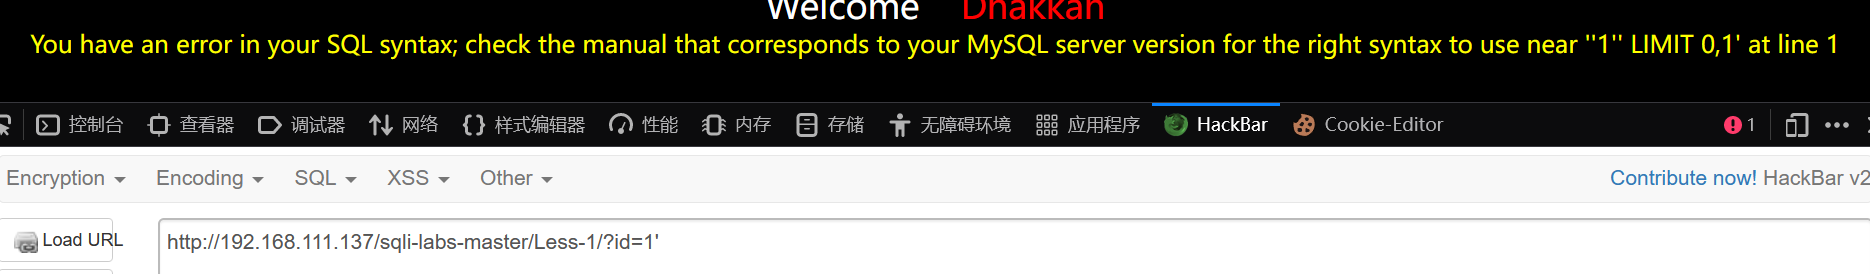 Welcome Dhakkan
You have an error in your SQL syntax; check the manual that corresponds to your MySQL server version for the right syntax to use near ''1'' LIMIT 0,1' at line 1
控制台 查看器 调试器 网络 样式编辑器 性能 内存 存储 无障碍环境 应用程序 HackBar Cookie-Editor 1
Encryption Encoding SQL XSS Other Contribute now! HackBar v2
Load URL http://192.168.111.137/sqli-labs-master/Less-1/?id=1'